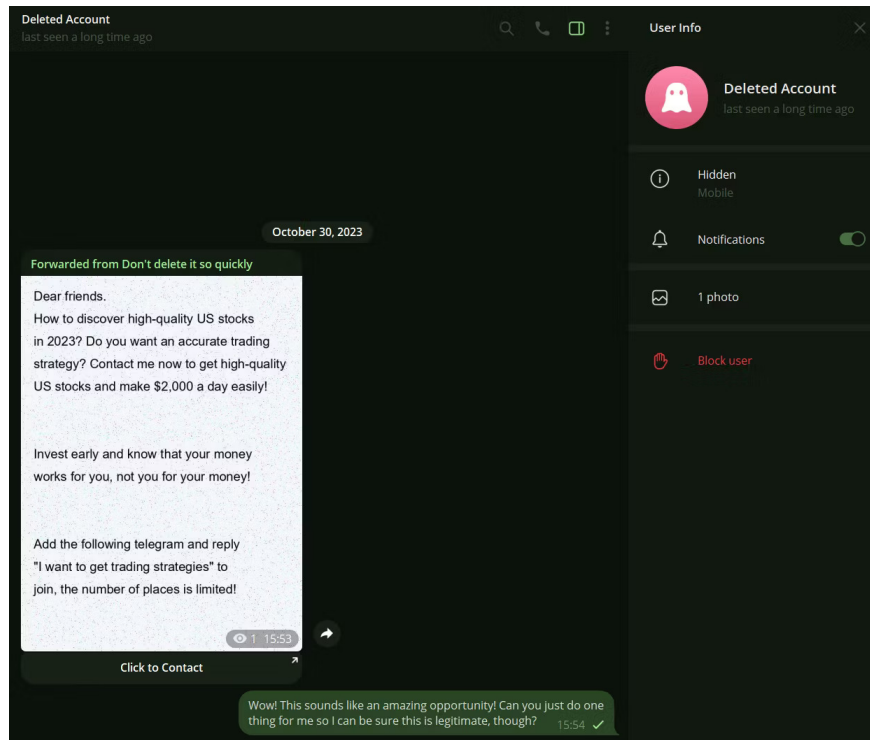 Deleted Account
last seen a long time ago
October 30, 2023
Forwarded from Don't delete it so quickly
Dear friends.
How to discover high-quality US stocks
in 2023? Do you want an accurate trading
strategy? Contact me now to get high-quality
US stocks and make $2,000 a day easily!
Invest early and know that your money
works for you, not you for your money!
Add the following telegram and reply
"I want to get trading strategies" to
join, the number of places is limited!
1 15:53
Click to Contact
Wow! This sounds like an amazing opportunity! Can you just do one
thing for me so I can be sure this is legitimate, though?
15:54
User Info
Deleted Account
last seen a long time ago
Hidden
Mobile
Notifications
1 photo
Block user